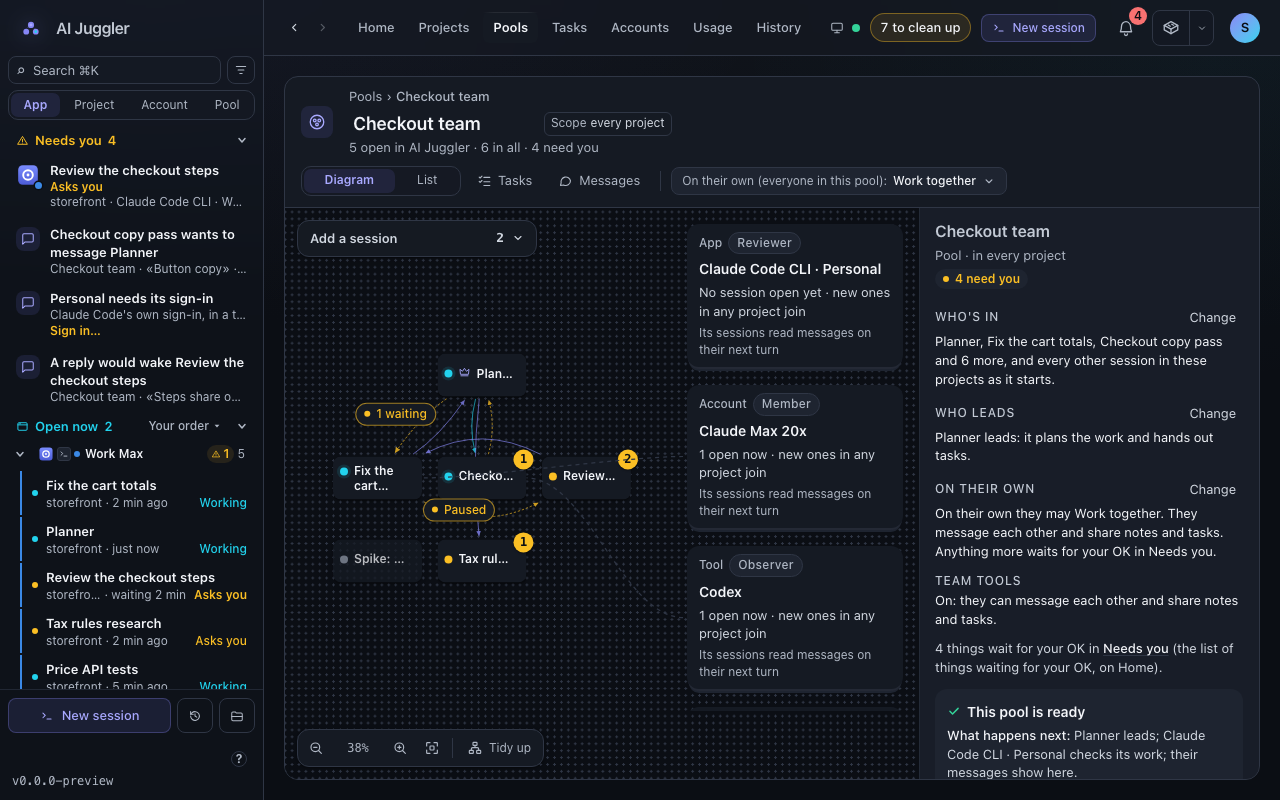 AI Juggler
Search ⌘K
App Project Account Pool
Needs you 4
Review the checkout steps
Asks you
storefront · Claude Code CLI · W...
Checkout copy pass wants to
message Planner
Checkout team · «Button copy» ·...
Personal needs its sign-in
Claude Code's own sign-in, in a t...
Sign in...
A reply would wake Review the
checkout steps
Checkout team · «Steps share o...
Open now 2 Your order
Work Max 1 5
Fix the cart totals
storefront · 2 min ago Working
Planner
storefront · just now Working
Review the checkout steps
storefro... · waiting 2 min Asks you
Tax rules research
storefront · 2 min ago Asks you
Price API tests
storefront · 5 min ago Working
New session
?
v0.0.0-preview
Home Projects Pools Tasks Accounts Usage History
7 to clean up
New session
4
S
Pools › Checkout team
Checkout team
Scope every project
5 open in AI Juggler · 6 in all · 4 need you
Diagram List Tasks Messages
On their own (everyone in this pool): Work together
Add a session 2
Plan...
1 waiting
Fix the
cart...
1
Checko...
2
Review...
Paused
Spike: ...
1
Tax rul...
38%
Tidy up
App Reviewer
Claude Code CLI · Personal
No session open yet · new ones
in any project join
Its sessions read messages on
their next turn
Account Member
Claude Max 20x
1 open now · new ones in any
project join
Its sessions read messages on
their next turn
Tool Observer
Codex
1 open now · new ones in any
project join
Its sessions read messages on
their next turn
Checkout team
Pool · in every project
4 need you
WHO'S IN Change
Planner, Fix the cart totals, Checkout copy pass
and 6 more, and every other session in these
projects as it starts.
WHO LEADS Change
Planner leads: it plans the work and hands out
tasks.
ON THEIR OWN Change
On their own they may Work together. They
message each other and share notes and tasks.
Anything more waits for your OK in Needs you.
TEAM TOOLS
On: they can message each other and share notes
and tasks.
4 things wait for your OK in Needs you (the list of
things waiting for your OK, on Home).
This pool is ready
What happens next: Planner leads; Claude
Code CLI · Personal checks its work; their
messages show here.